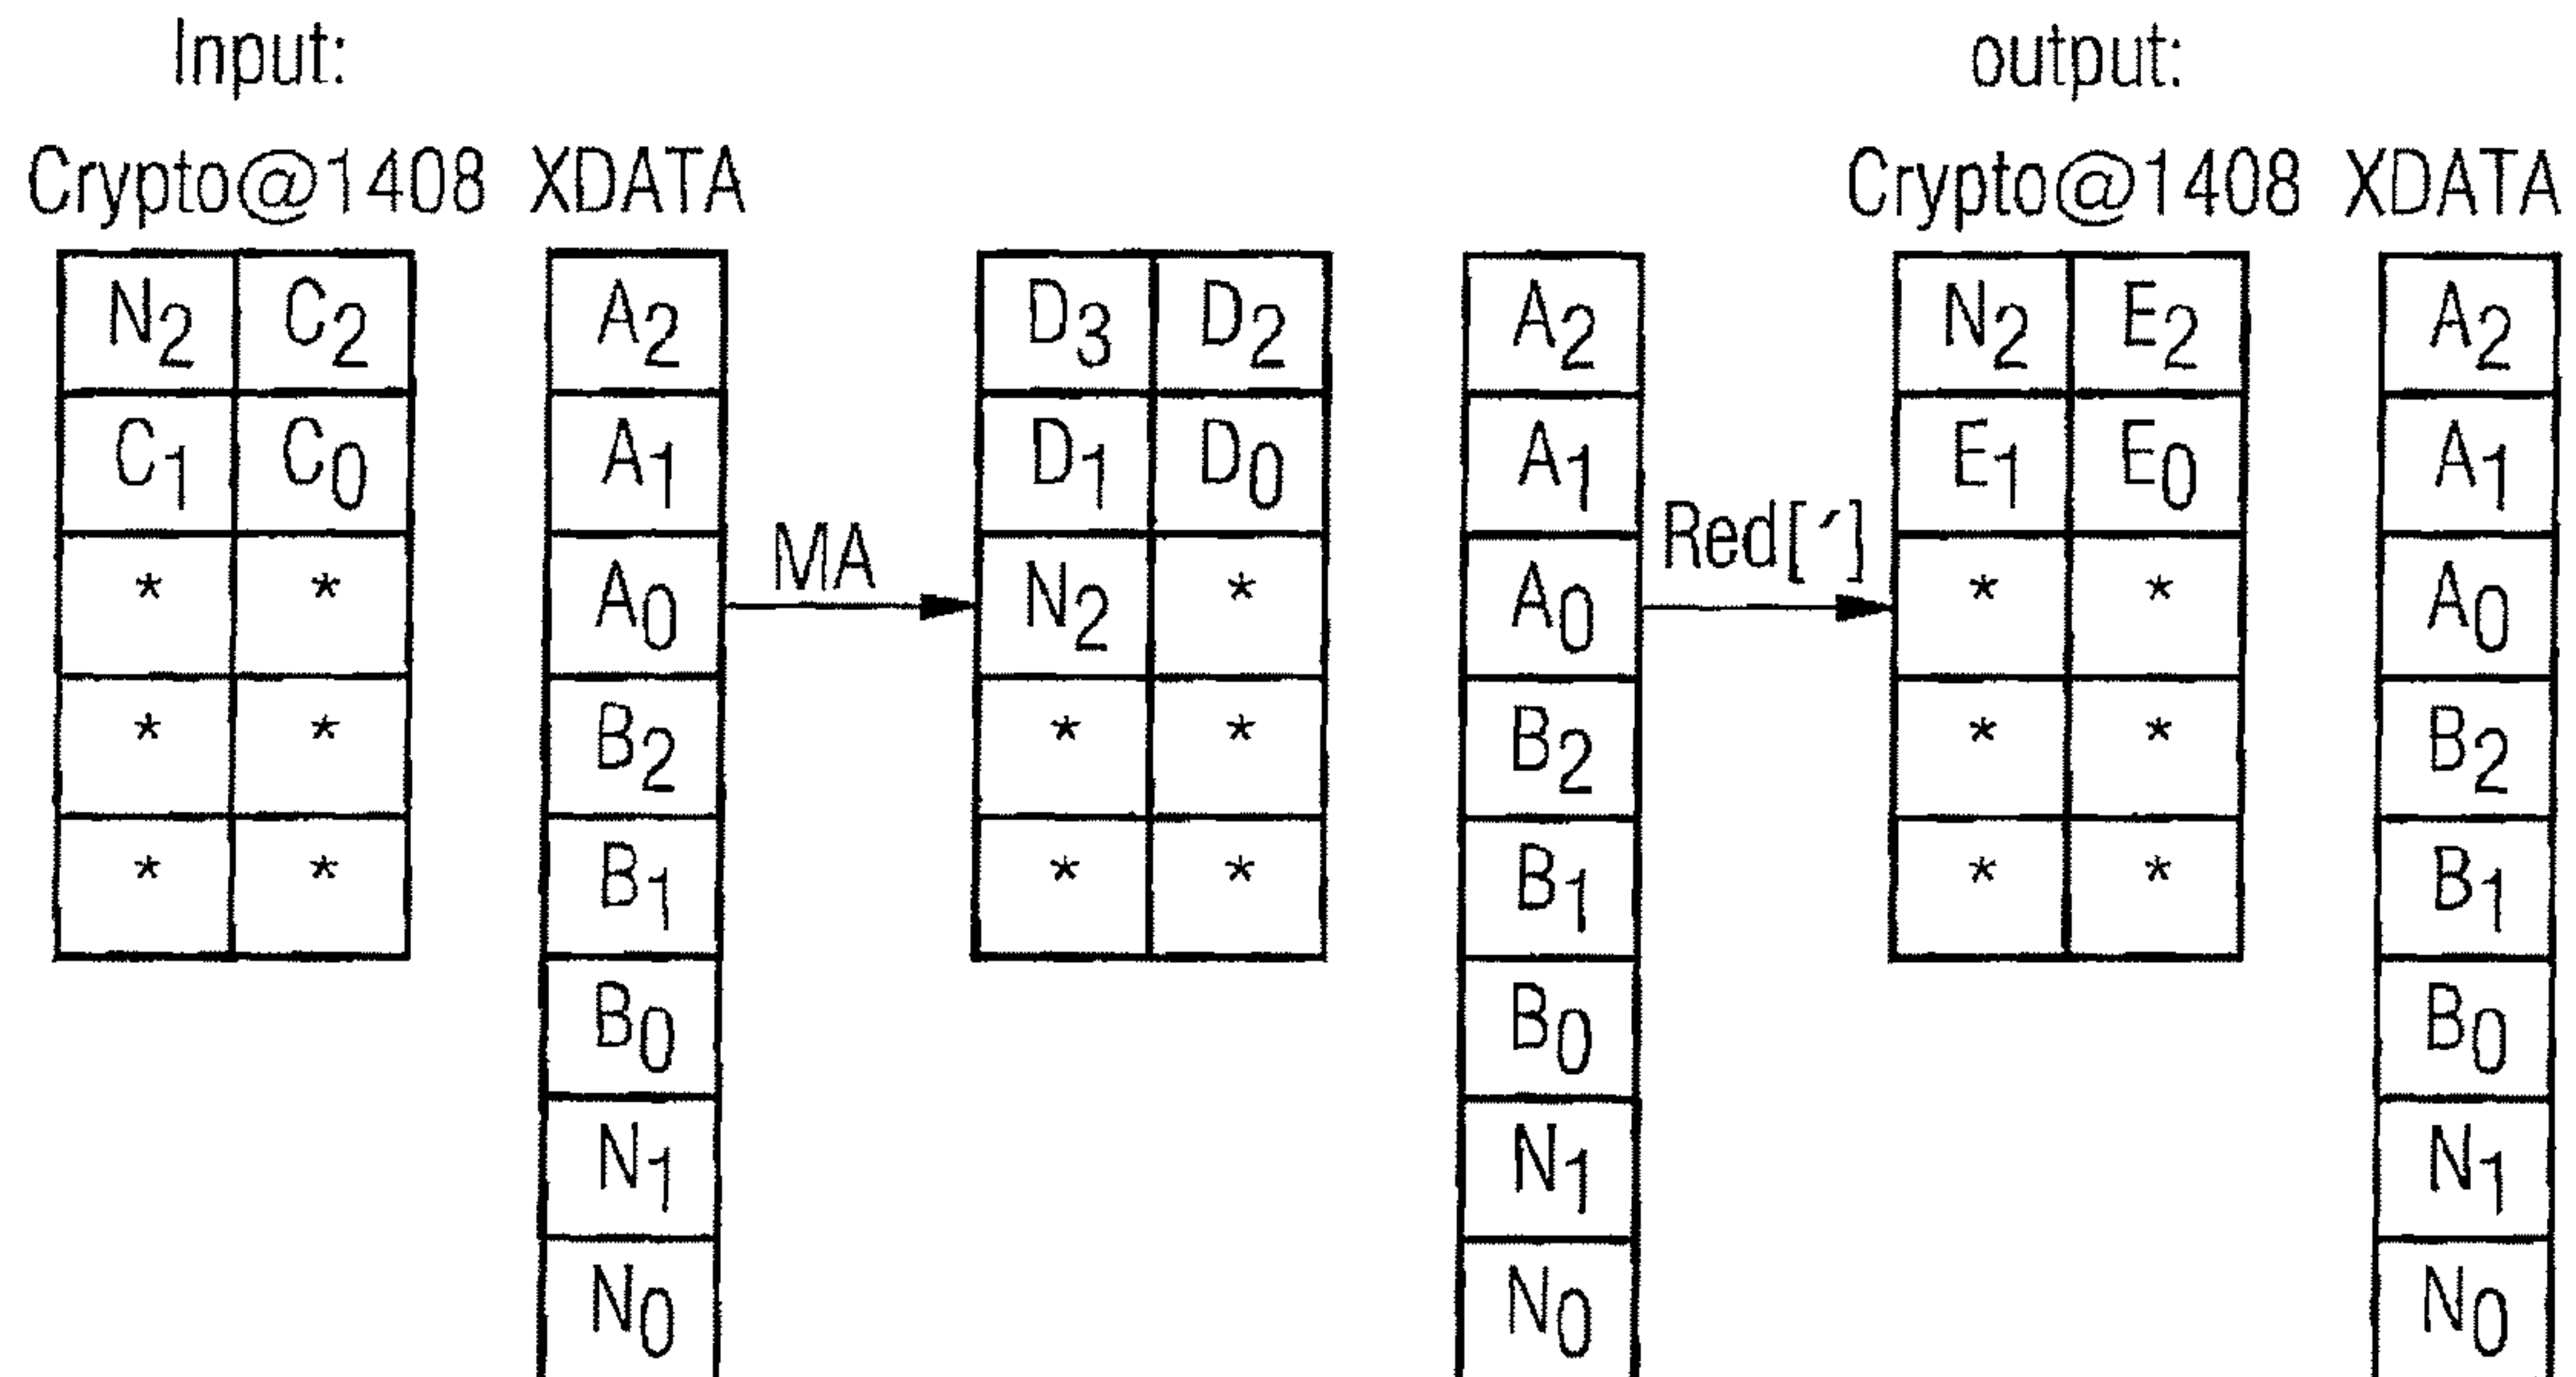 Input: output:
Crypto@1408 XDATA Crypto@1408 XDATA
N2 C2 A2 D3 D2 A2 N2 E2 A2
C1 C0 A1 D1 D0 A1 E1 E0 A1
* * A0 MA N2 * A0 Red[´] * * A0
* * B2 * * B2 * * B2
* * B1 * * B1 * * B1
B0 B0 B0
N1 N1 N1
N0 N0 N0